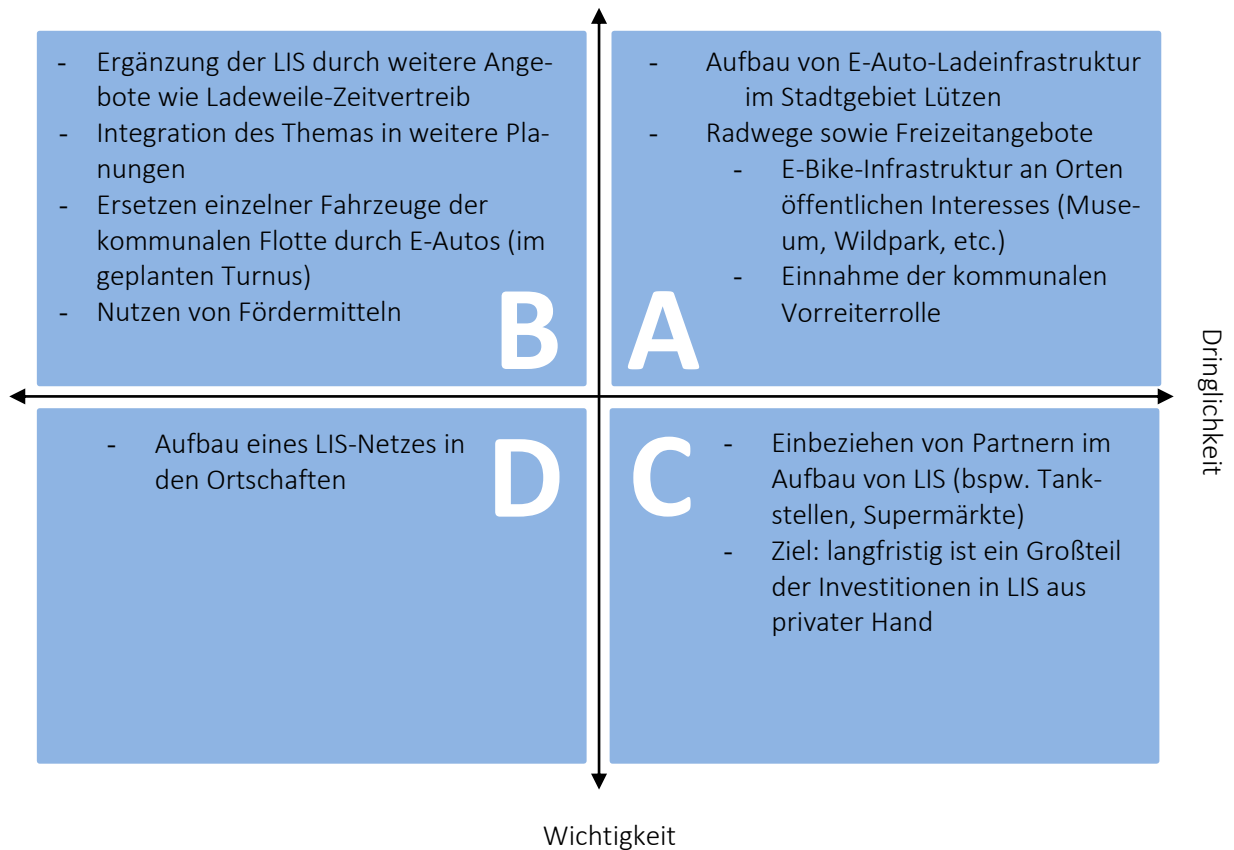 - Ergänzung der LIS durch weitere Ange-
bote wie Ladeweile-Zeitvertreib
- Integration des Themas in weitere Pla-
nungen
- Ersetzen einzelner Fahrzeuge der
kommunalen Flotte durch E-Autos (im
geplanten Turnus)
- Nutzen von Fördermitteln
B
- Aufbau von E-Auto-Ladeinfrastruktur
im Stadtgebiet Lützen
- Radwege sowie Freizeitangebote
- E-Bike-Infrastruktur an Orten
öffentlichen Interesses (Muse-
um, Wildpark, etc.)
- Einnahme der kommunalen
Vorreiterrolle
A
Dringlichkeit
- Aufbau eines LIS-Netzes in
den Ortschaften
D
C
- Einbeziehen von Partnern im
Aufbau von LIS (bspw. Tank-
stellen, Supermärkte)
- Ziel: langfristig ist ein Großteil
der Investitionen in LIS aus
privater Hand
Wichtigkeit